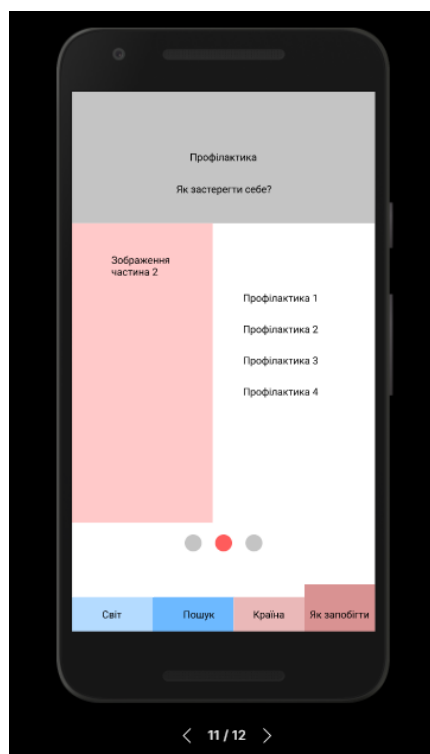 Профілактика
Як застерегти себе?
Зображення
частина 2
Профілактика 1
Профілактика 2
Профілактика 3
Профілактика 4
Світ
Пошук
Країна
Як запобігти
11 / 12